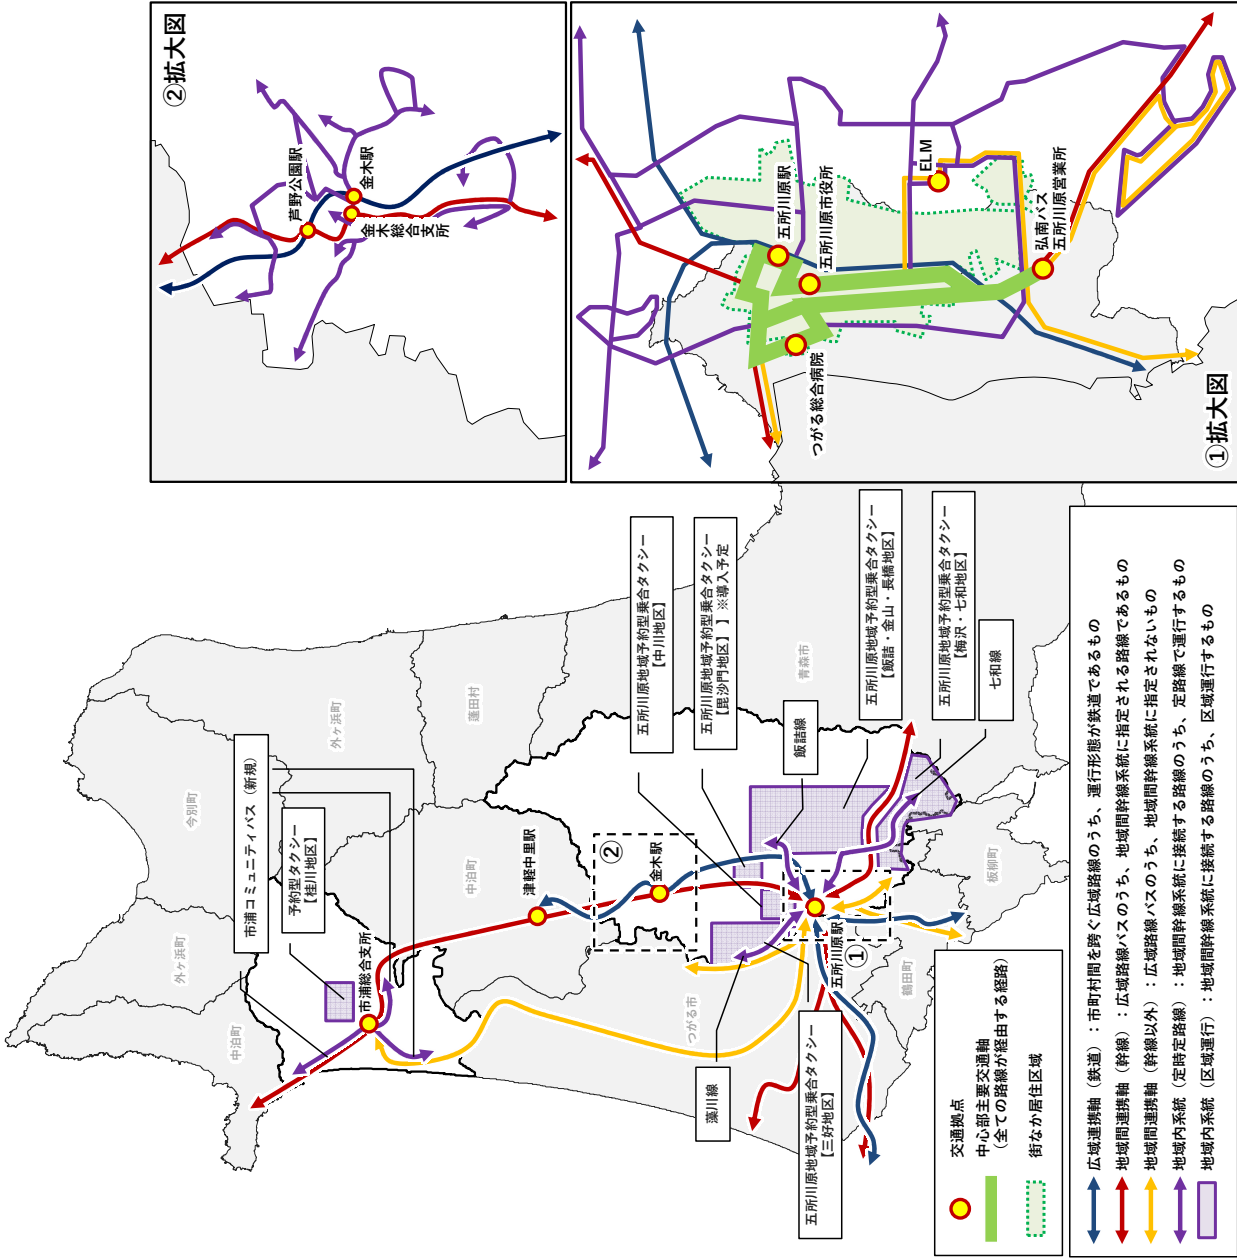 ②拡大図
芦野公園駅
金木駅
金木総合支所
①拡大図
五所川原駅
五所川原市役所
つがる総合病院
ELM
弘南バス
五所川原営業所
中泊町
外ヶ浜町
今別町
外ヶ浜町
蓬田村
中泊町
青森市
つがる市
鶴田町
板柳町
市浦コミュニティバス（新規）
予約型タクシー
【桂川地区】
市浦総合支所
津軽中里駅
金木駅
②
五所川原駅
①
五所川原地域予約型乗合タクシー
【中川地区】
五所川原地域予約型乗合タクシー
【毘沙門地区】】※導入予定
飯詰線
五所川原地域予約型乗合タクシー
【飯詰・金山・長橋地区】
五所川原地域予約型乗合タクシー
【梅沢・七和地区】
七和線
藻川線
五所川原地域予約型乗合タクシー
【三好地区】
交通拠点
中心部主要交通軸
（全ての路線が経由する経路）
街なか居住区域
広域連携軸（鉄道）：市町村間を跨ぐ広域路線のうち、運行形態が鉄道であるもの
地域間連携軸（幹線）：広域路線バスのうち、地域間幹線系統に指定される路線であるもの
地域間連携軸（幹線以外）：広域路線バスのうち、地域間幹線系統に指定されないもの
地域内系統（定時定路線）：地域間幹線系統に接続する路線のうち、定路線で運行するもの
地域内系統（区域運行）：地域間幹線系統に接続する路線のうち、区域運行するもの